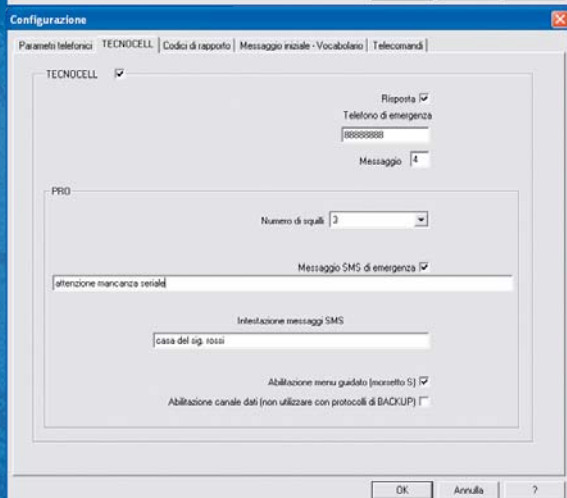 Configurazione
Parametri telefonici TECNOCELL Codici di rapporto Messaggio iniziale - Vocabolario Telecomandi
TECNOCELL
Risposta
Telefono di emergenza
88888888
Messaggio 4
PRO
Numero di squilli 3
Messaggio SMS di emergenza
attenzione mancanza seriale
Intestazione messaggi SMS
casa del sig. rossi
Abilitazione menu guidato (morsetto S)
Abilitazione canale dati (non utilizzare con protocolli di BACKUP)
OK Annulla ?